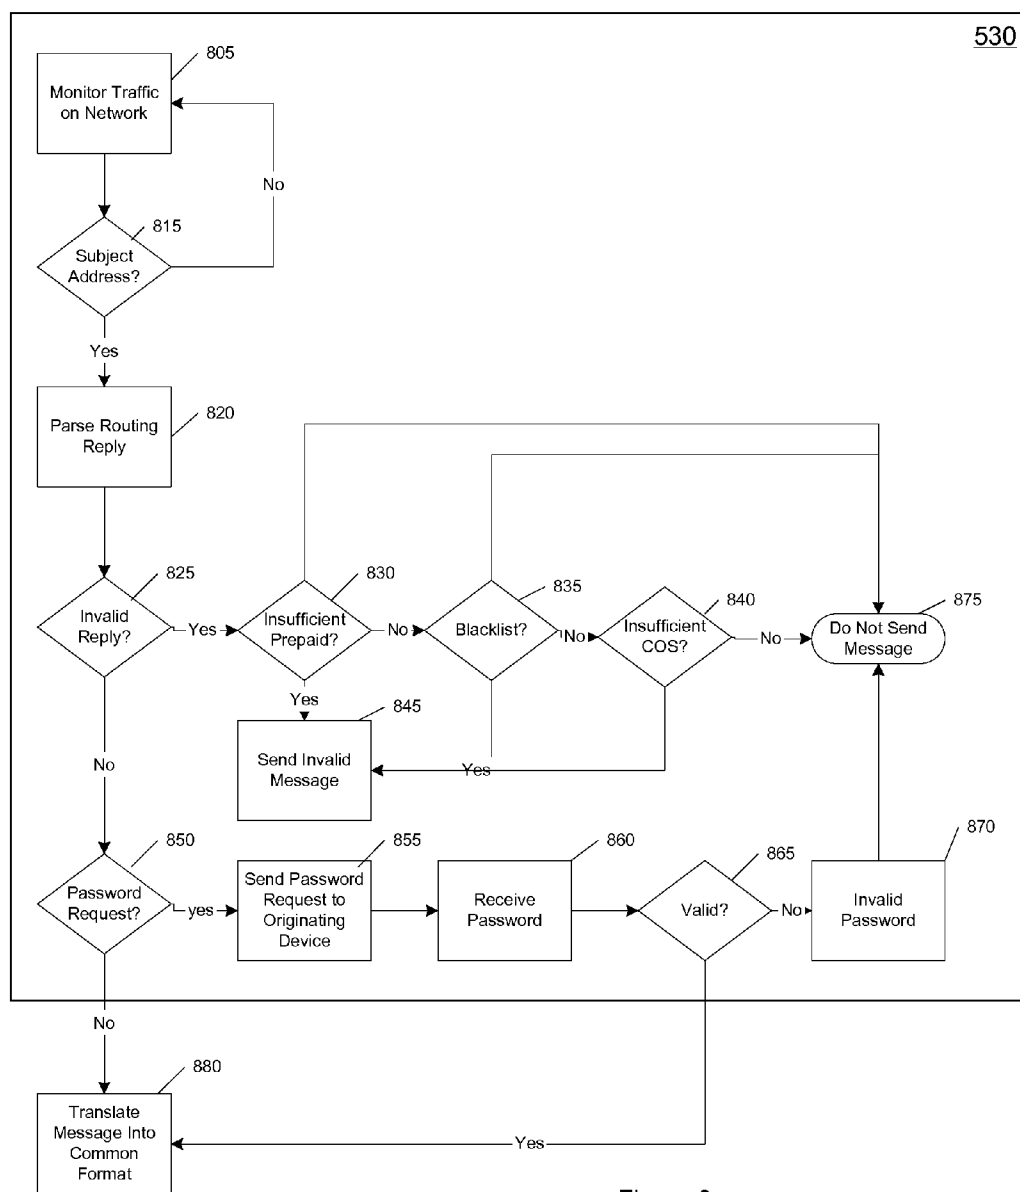 530
805
Monitor Traffic
on Network
No
815
Subject
Address?
Yes
820
Parse Routing
Reply
825
Invalid
Reply?
Yes
830
Insufficient
Prepaid?
No
835
Blacklist?
No
840
Insufficient
COS?
No
875
Do Not Send
Message
Yes
845
Send Invalid
Message
Yes
No
850
Password
Request?
yes
855
Send Password
Request to
Originating
Device
860
Receive
Password
865
Valid?
No
870
Invalid
Password
No
880
Translate
Message Into
Common
Format
Yes